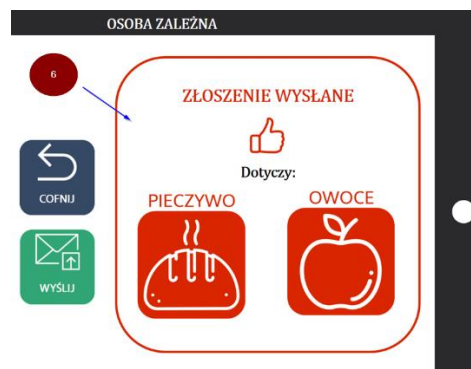 OSOBA ZALEŻNA
6
ZŁOSZENIE WYSŁANE
Dotyczy:
PIECZYWO OWOCE
COFNIJ
WYŚLIJ